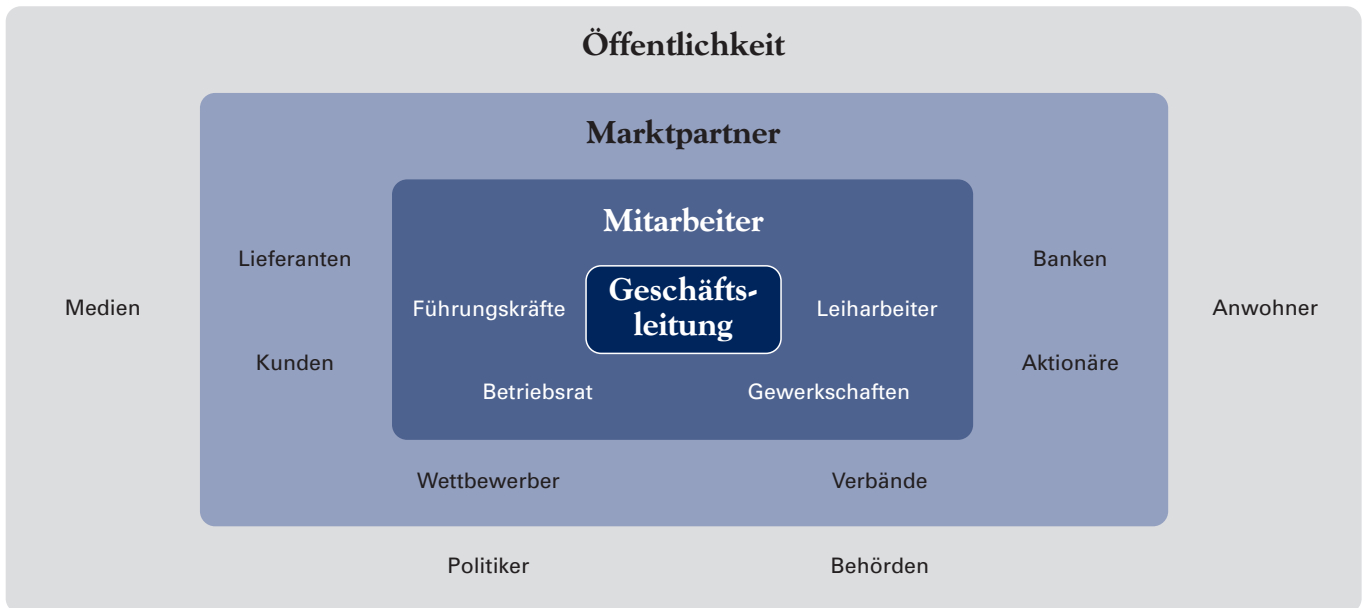 Öffentlichkeit
Marktpartner
Mitarbeiter
Lieferanten
Banken
Medien
Führungskräfte
Geschäfts-
leitung
Leiharbeiter
Anwohner
Kunden
Aktionäre
Betriebsrat
Gewerkschaften
Wettbewerber
Verbände
Politiker
Behörden